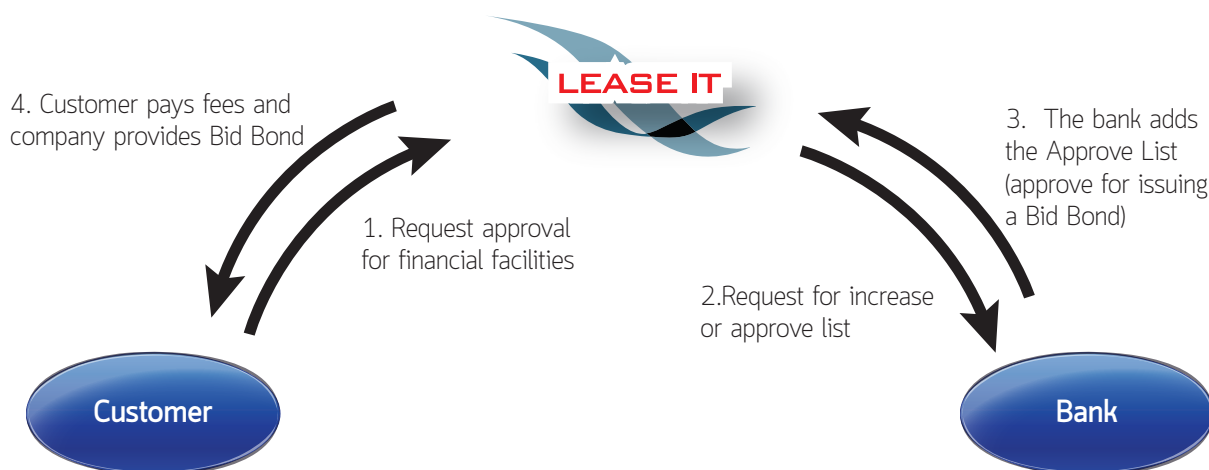 LEASE IT
4. Customer pays fees and
company provides Bid Bond
1. Request approval
for financial facilities
3. The bank adds
the Approve List
(approve for issuing
a Bid Bond)
2.Request for increase
or approve list
Customer
Bank